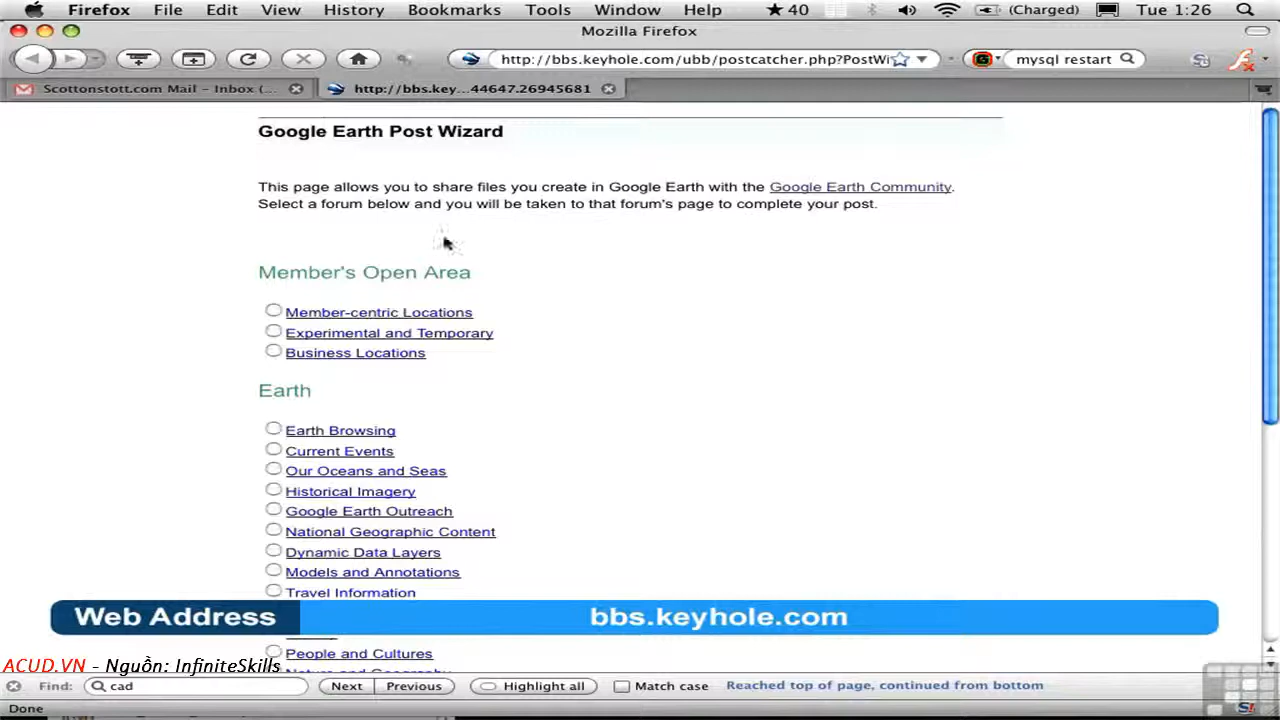 Firefox File Edit View History Bookmarks Tools Window Help ★ 40 (Charged) Tue 1:26
Mozilla Firefox
http://bbs.keyhole.com/ubb/postcatcher.php?PostWi mysql restart
Scottonstott.com Mail – Inbox (... http://bbs.key...44647.26945681
Google Earth Post Wizard
This page allows you to share files you create in Google Earth with the Google Earth Community.
Select a forum below and you will be taken to that forum's page to complete your post.
Member's Open Area
Member-centric Locations
Experimental and Temporary
Business Locations
Earth
Earth Browsing
Current Events
Our Oceans and Seas
Historical Imagery
Google Earth Outreach
National Geographic Content
Dynamic Data Layers
Models and Annotations
Travel Information
Web Address bbs.keyhole.com
People and Cultures
ACUD.VN - Nguồn: InfiniteSkills
Find: cad Next Previous Highlight all Match case Reached top of page, continued from bottom
Done